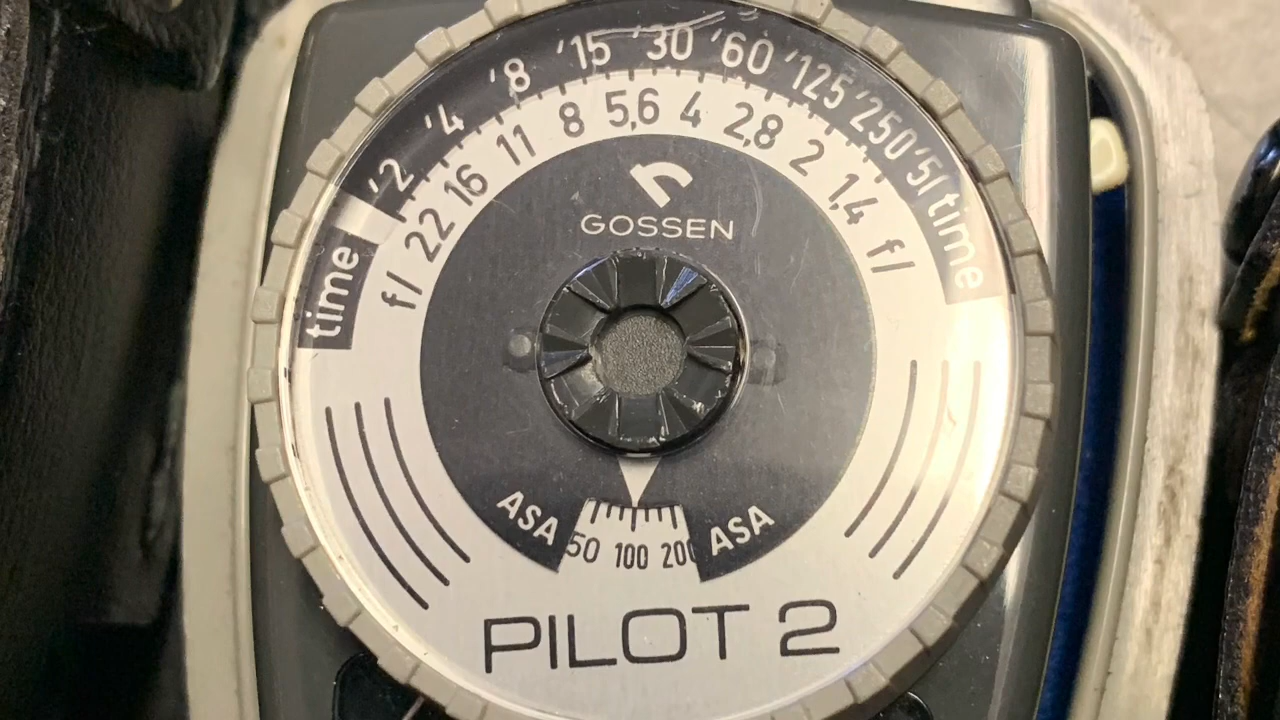 '2 '4 '8 '15 '30 '60 '125 '250
time time
f/ 22 16 11 8 5,6 4 2,8 2 1,4 f/
GOSSEN
ASA ASA
50 100 200
PILOT 2